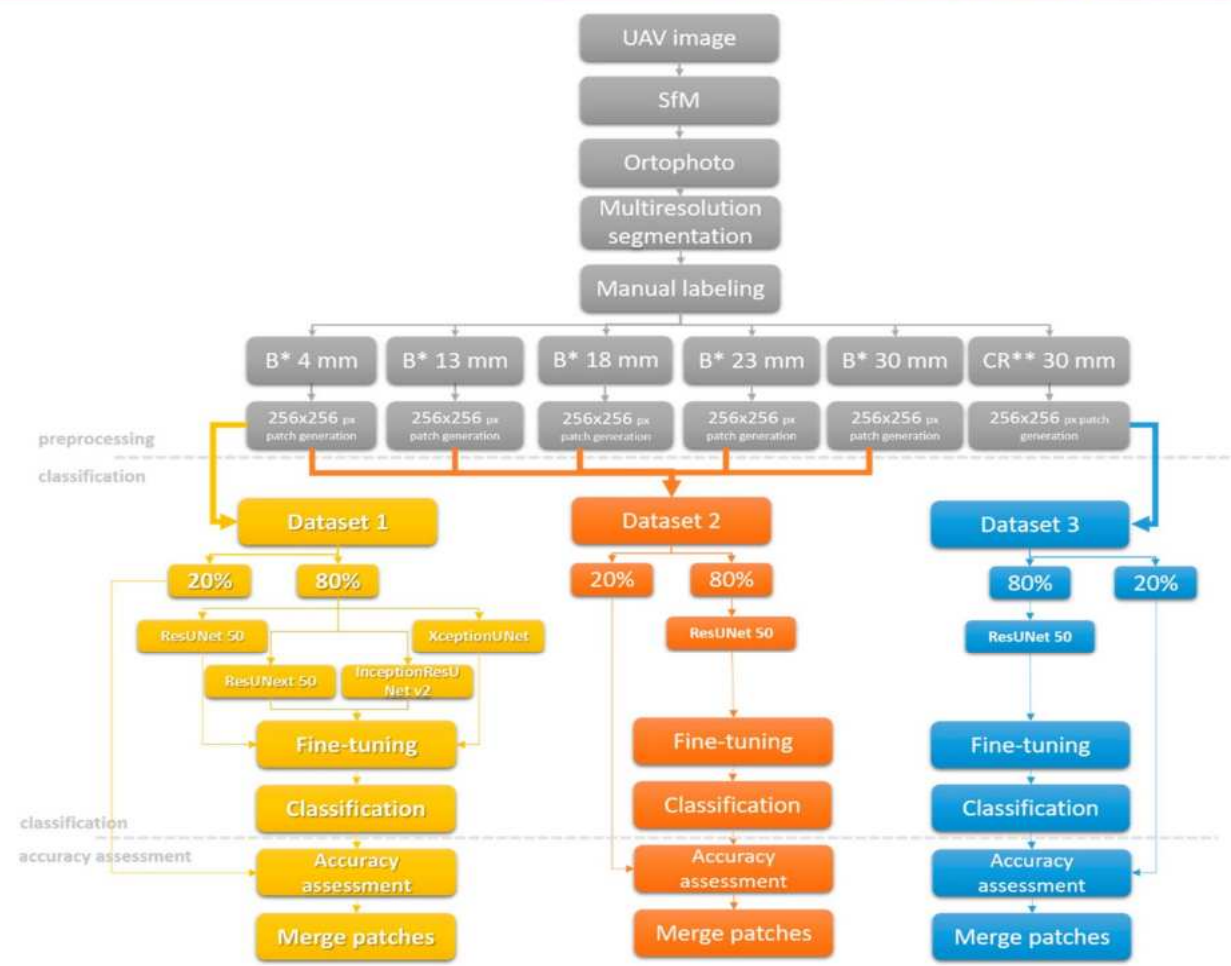 UAV image
SfM
Ortophoto
Multiresolution
segmentation
Manual labeling
B* 4 mm
B* 13 mm
B* 18 mm
B* 23 mm
B* 30 mm
CR** 30 mm
256x256 px
patch generation
256x256 px
patch generation
256x256 px
patch generation
256x256 px
patch generation
256x256 px
patch generation
256x256 px patch
generation
preprocessing
classification
Dataset 1
Dataset 2
Dataset 3
20%
80%
20%
80%
80%
20%
ResUNet 50
XceptionUNet
ResUNext 50
InceptionResU
Net v2
ResUNet 50
ResUNet 50
Fine-tuning
Fine-tuning
Fine-tuning
Classification
Classification
Classification
classification
accuracy assessment
Accuracy
assessment
Accuracy
assessment
Accuracy
assessment
Merge patches
Merge patches
Merge patches